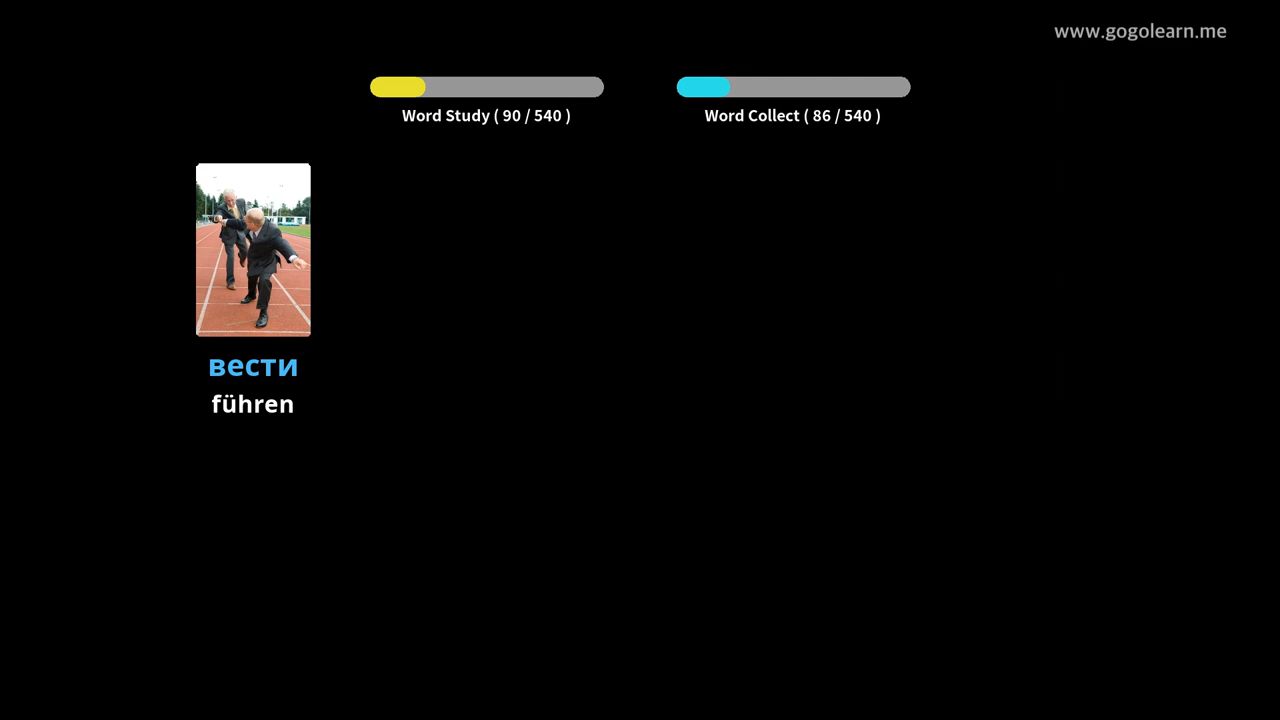 www.gogolearn.me
Word Study ( 90 / 540 )
Word Collect ( 86 / 540 )
вести
führen